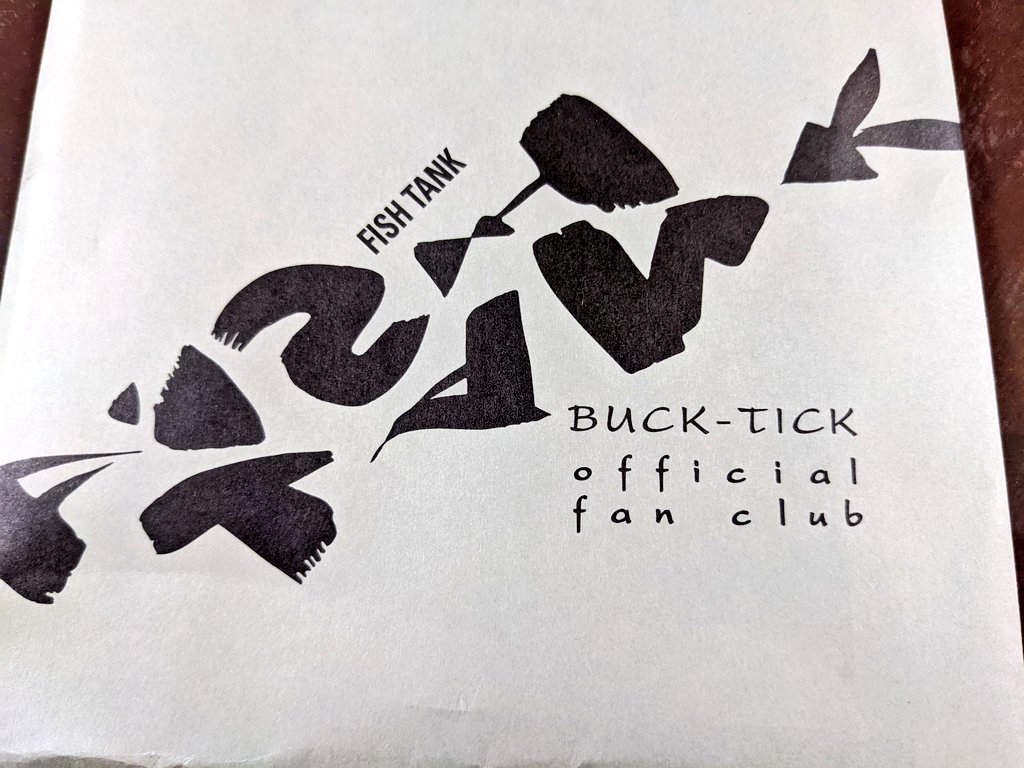 FISH TANK
BUCK-TICK
official
fan club